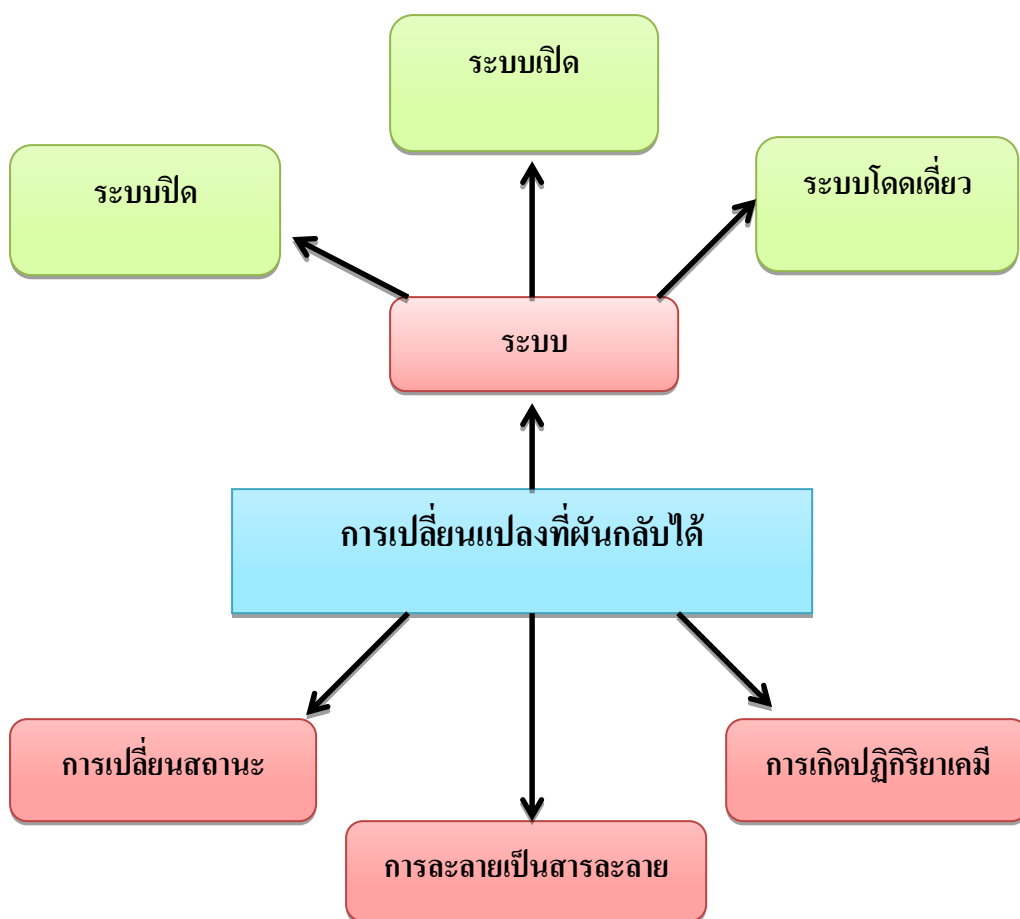 ระบบเปิด
ระบบปิด
ระบบโดดเดี่ยว
ระบบ
การเปลี่ยนแปลงที่ผันกลับได้
การเปลี่ยนสถานะ
การเกิดปฏิกิริยาเคมี
การละลายเป็นสารละลาย